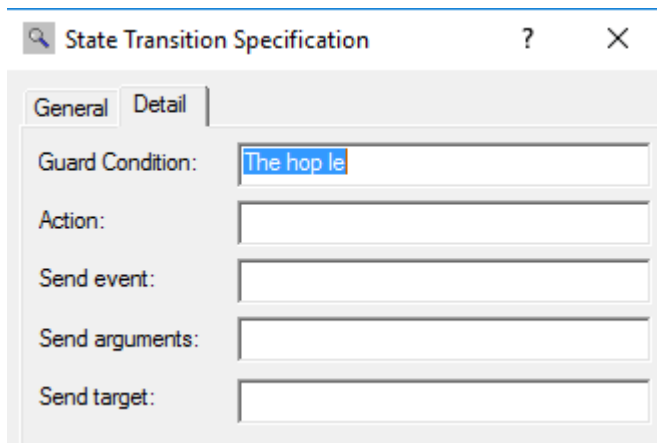 State Transition Specification ? ×
General Detail
Guard Condition: The hop le
Action:
Send event:
Send arguments:
Send target: